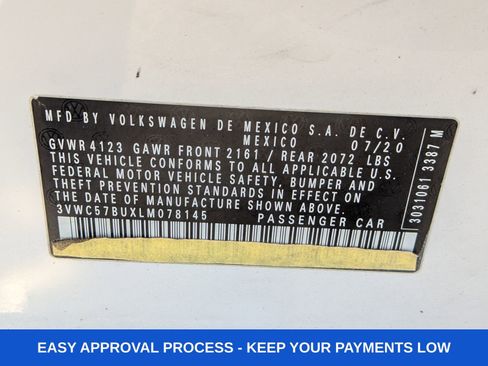 MFD BY VOLKSWAGEN DE MEXICO S.A. DE C.V.
MEXICO 07/20
GVWR 4123 GAWR FRONT 2161 / REAR 2072 LBS
THIS VEHICLE CONFORMS TO ALL APPLICABLE U.S.
FEDERAL MOTOR VEHICLE SAFETY, BUMPER AND
THEFT PREVENTION STANDARDS IN EFFECT ON THE
DATE OF MANUFACTURE SHOWN ABOVE.
3VWC57BUXLM078145 PASSENGER CAR
3031061 3387 M
EASY APPROVAL PROCESS - KEEP YOUR PAYMENTS LOW